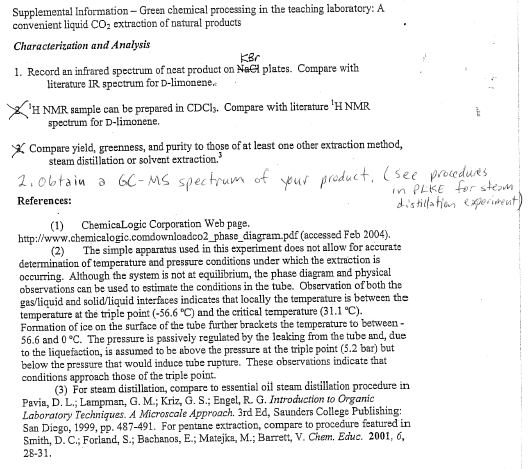 Supplemental Information – Green chemical processing in the teaching laboratory: A
convenient liquid CO2 extraction of natural products
Characterization and Analysis
KBr
1. Record an infrared spectrum of neat product on NaCl plates. Compare with
literature IR spectrum for D-limonene.
2. 1H NMR sample can be prepared in CDCl3. Compare with literature 1H NMR
spectrum for D-limonene.
Compare yield, greenness, and purity to those of at least one other extraction method,
steam distillation or solvent extraction.3
2. Obtain a GC-MS spectrum of your product. (see procedures
in PLKE for steam
distillation experiment)
References:
(1) ChemicaLogic Corporation Web page.
http://www.chemicalogic.comdownloadco2_phase_diagram.pdf (accessed Feb 2004).
(2) The simple apparatus used in this experiment does not allow for accurate
determination of temperature and pressure conditions under which the extraction is
occurring. Although the system is not at equilibrium, the phase diagram and physical
observations can be used to estimate the conditions in the tube. Observation of both the
gas/liquid and solid/liquid interfaces indicates that locally the temperature is between the
temperature at the triple point (-56.6 °C) and the critical temperature (31.1 °C).
Formation of ice on the surface of the tube further brackets the temperature to between -
56.6 and 0 °C. The pressure is passively regulated by the leaking from the tube and, due
to the liquefaction, is assumed to be above the pressure at the triple point (5.2 bar) but
below the pressure that would induce tube rupture. These observations indicate that
conditions approach those of the triple point.
(3) For steam distillation, compare to essential oil steam distillation procedure in
Pavia, D. L.; Lampman, G. M.; Kriz, G. S.; Engel, R. G. Introduction to Organic
Laboratory Techniques. A Microscale Approach. 3rd Ed, Saunders College Publishing:
San Diego, 1999, pp. 487-491. For pentane extraction, compare to procedure featured in
Smith, D. C.; Forland, S.; Bachanos, E.; Matejka, M.; Barrett, V. Chem. Educ. 2001, 6,
28-31.